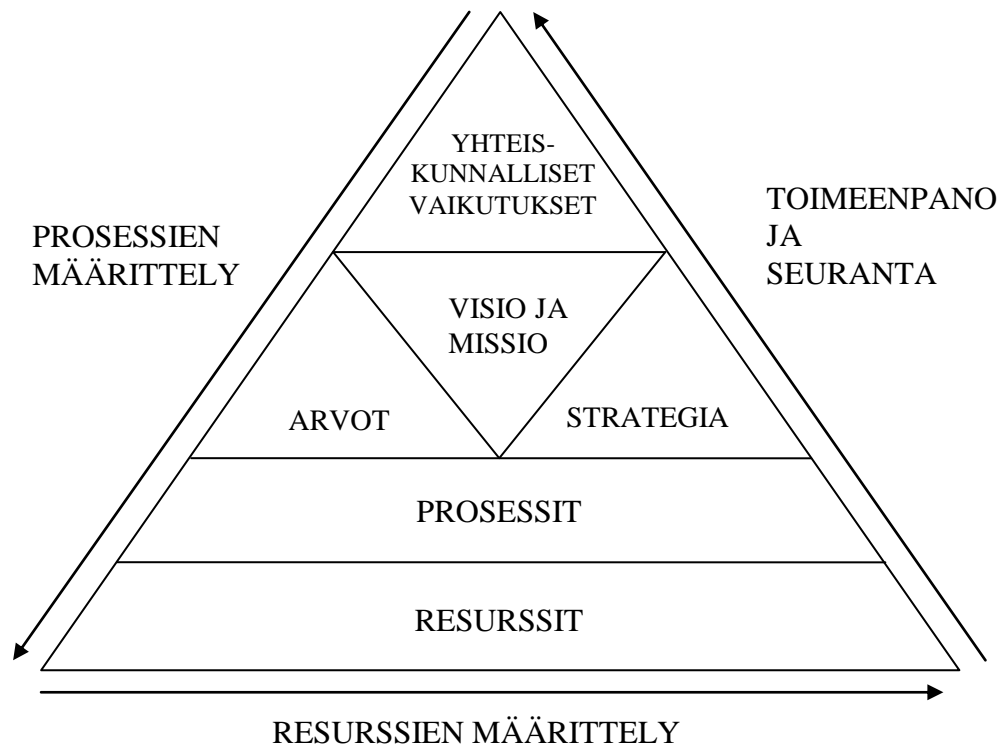 YHTEIS-
KUNNALLISET
VAIKUTUKSET
PROSESSIEN
MÄÄRITTELY
TOIMEENPANO
JA
SEURANTA
VISIO JA
MISSIO
ARVOT
STRATEGIA
PROSESSIT
RESURSSIT
RESURSSIEN MÄÄRITTELY